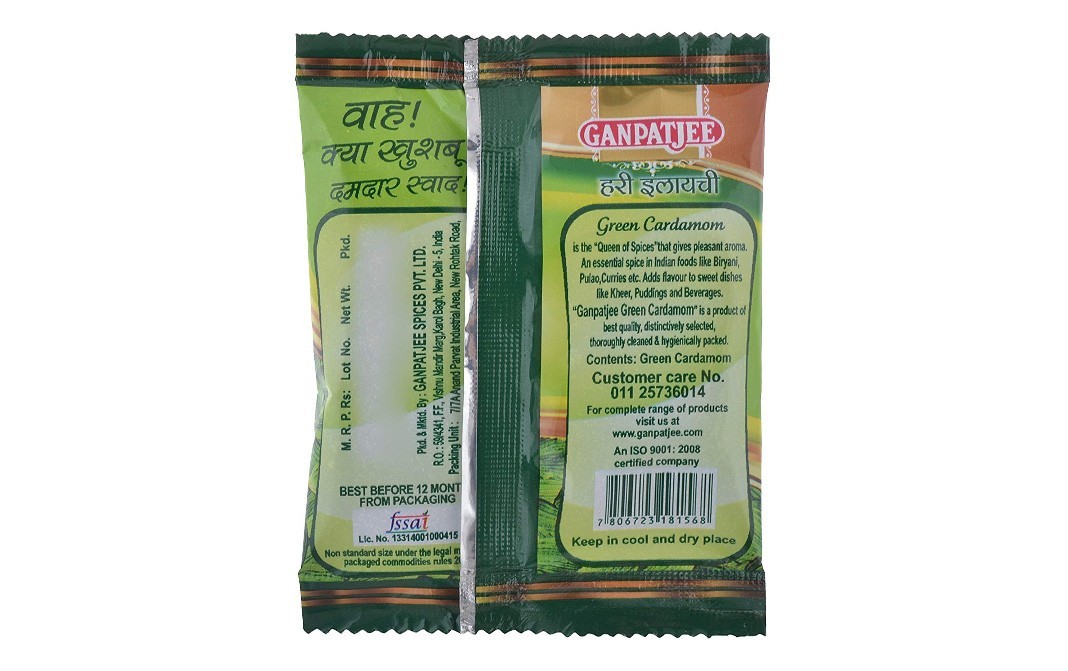 वाह!
क्या खुशबू
दमदार स्वाद!
M. R. P. Rs: Lot No. Net Wt. Pkd.
Pkd. & Mktd. By : GANPATJEE SPICES PVT. LTD.
R.O. : 59/4341, F.F., Vishnu Mandir Marg,Karol Bagh, New Delhi - 5, India
Packing Unit : 7/7A Anand Parvat Industrial Area, New Rohtak Road,
BEST BEFORE 12 MONT
FROM PACKAGING
fssai
Lic. No. 13314001000415
Non standard size under the legal m
packaged commodities rules 20
GANPATJEE
हरी इलायची
Green Cardamom
is the "Queen of Spices"that gives pleasant aroma.
An essential spice in Indian foods like Biryani,
Pulao,Curries etc. Adds flavour to sweet dishes
like Kheer, Puddings and Beverages.
"Ganpatjee Green Cardamom" is a product of
best quality, distinctively selected,
thoroughly cleaned & hygienically packed.
Contents: Green Cardamom
Customer care No.
011 25736014
For complete range of products
visit us at
www.ganpatjee.com
An ISO 9001: 2008
certified company
7 806723 181568
Keep in cool and dry place